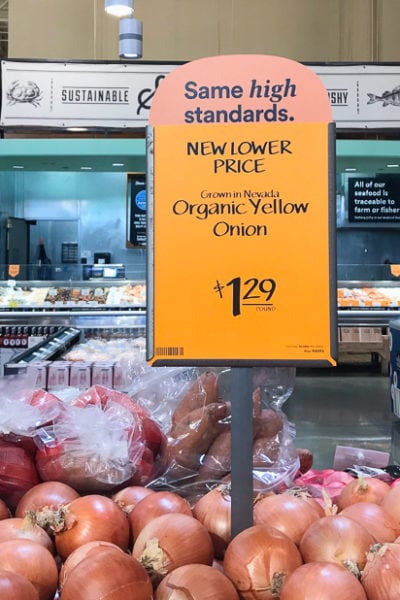 SUSTAINABLE
SHY
Same high
standards.
NEW LOWER
PRICE
Grown in Nevada
Organic Yellow
Onion
$1 29
POUND
All of our
seafood is
traceable to
farm or fisher